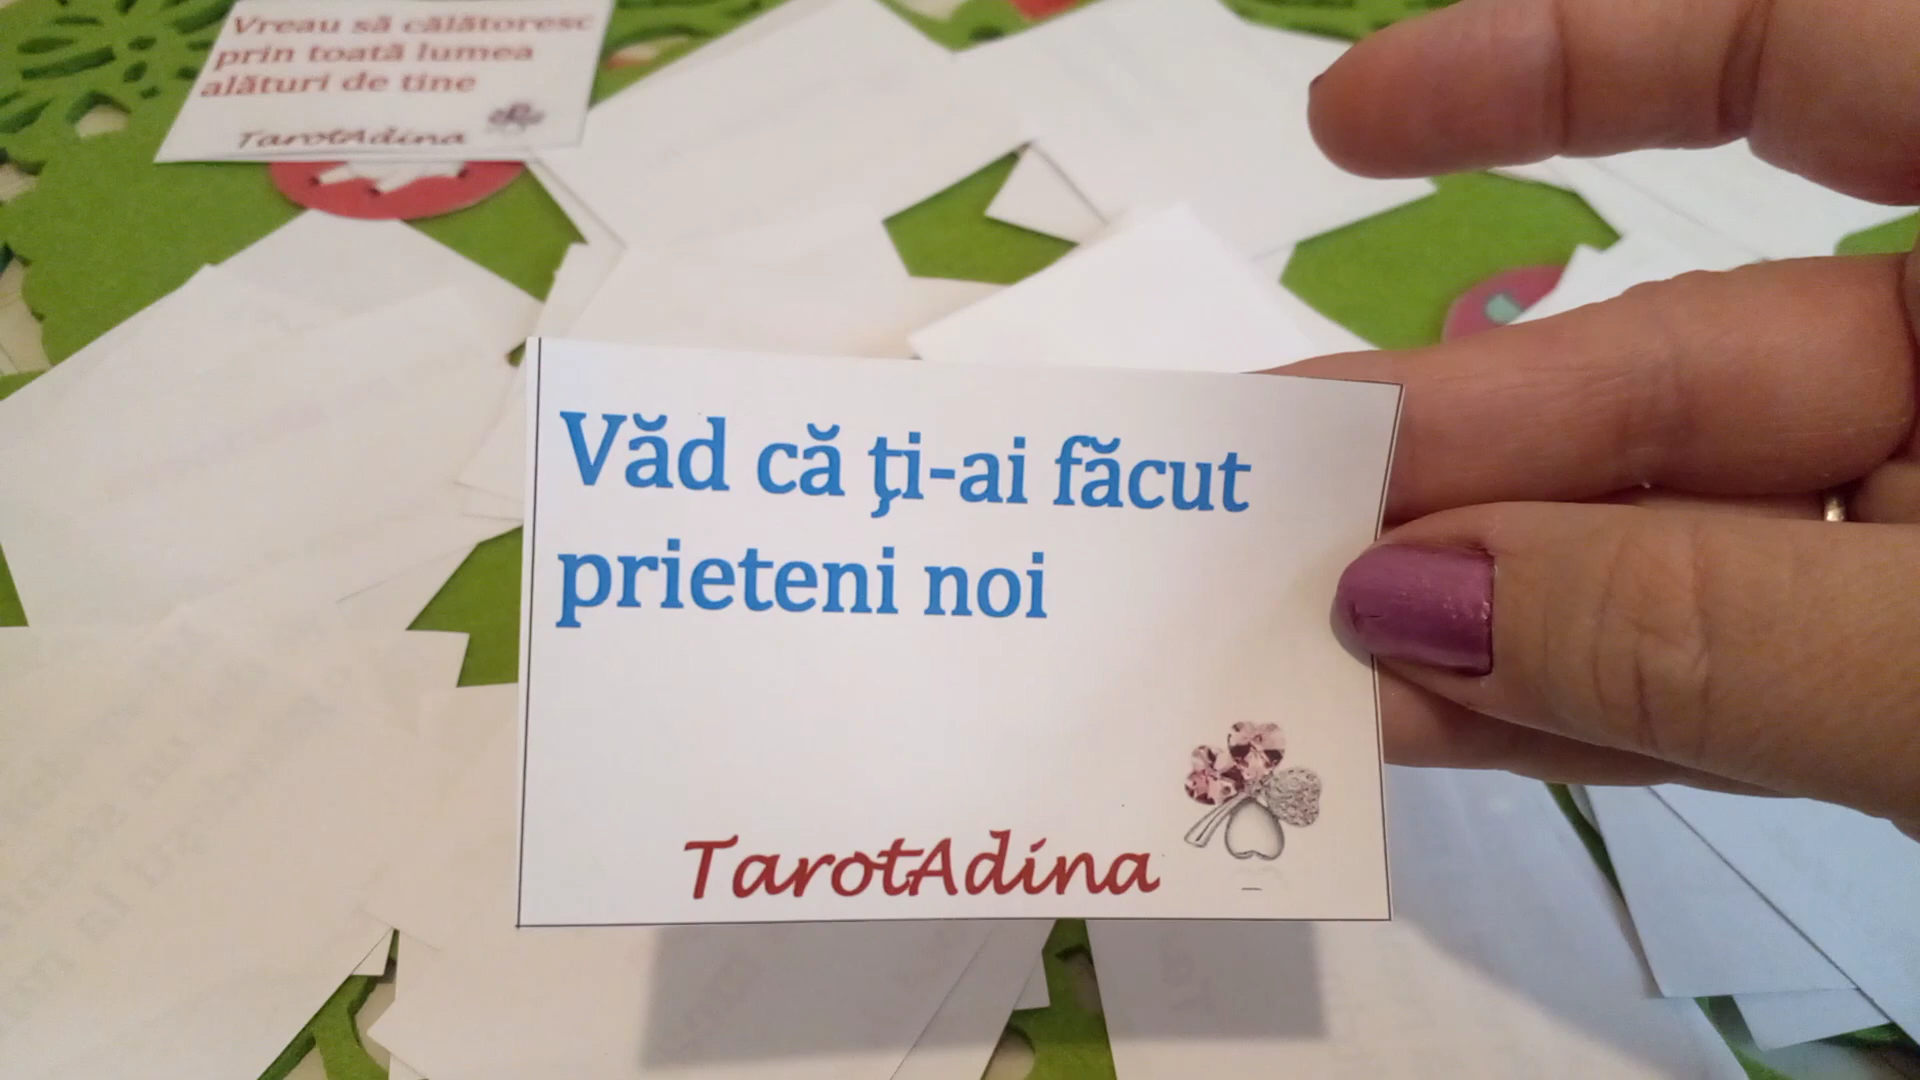 Vreau să călătoresc
prin toată lumea
alături de tine
TarotAdina
Văd că ţi-ai făcut
prieteni noi
TarotAdina